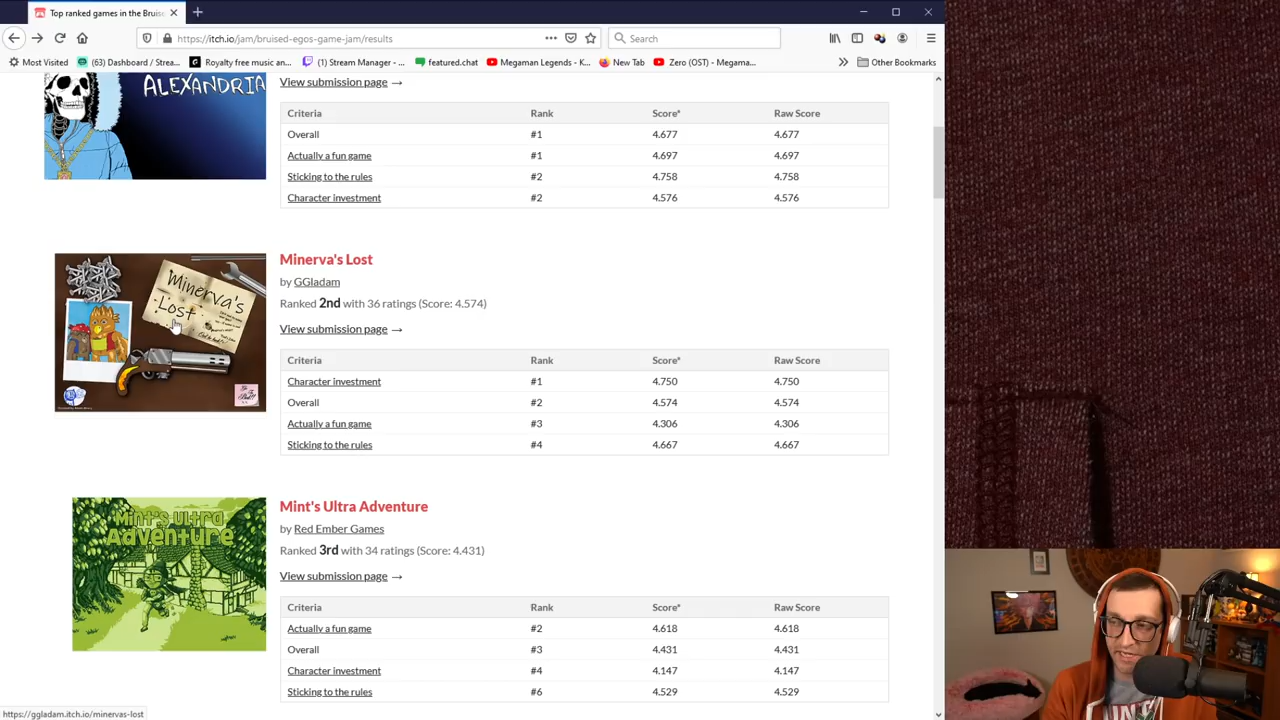 Top ranked games in the Bruise
https://itch.io/jam/bruised-egos-game-jam/results
Search
Most Visited
(63) Dashboard / Strea...
Royalty free music an...
(1) Stream Manager - ...
featured.chat
Megaman Legends - K...
New Tab
Zero (OST) - Megama...
Other Bookmarks
ALEXANDRIA
View submission page →
Criteria Rank Score* Raw Score
Overall #1 4.677 4.677
Actually a fun game #1 4.697 4.697
Sticking to the rules #2 4.758 4.758
Character investment #2 4.576 4.576
Minerva's Lost
Minerva's Lost
by GGladam
Ranked 2nd with 36 ratings (Score: 4.574)
View submission page →
Criteria Rank Score* Raw Score
Character investment #1 4.750 4.750
Overall #2 4.574 4.574
Actually a fun game #3 4.306 4.306
Sticking to the rules #4 4.667 4.667
Mint's Ultra
Adventure
Mint's Ultra Adventure
by Red Ember Games
Ranked 3rd with 34 ratings (Score: 4.431)
View submission page →
Criteria Rank Score* Raw Score
Actually a fun game #2 4.618 4.618
Overall #3 4.431 4.431
Character investment #4 4.147 4.147
Sticking to the rules #6 4.529 4.529
https://ggladam.itch.io/minervas-lost